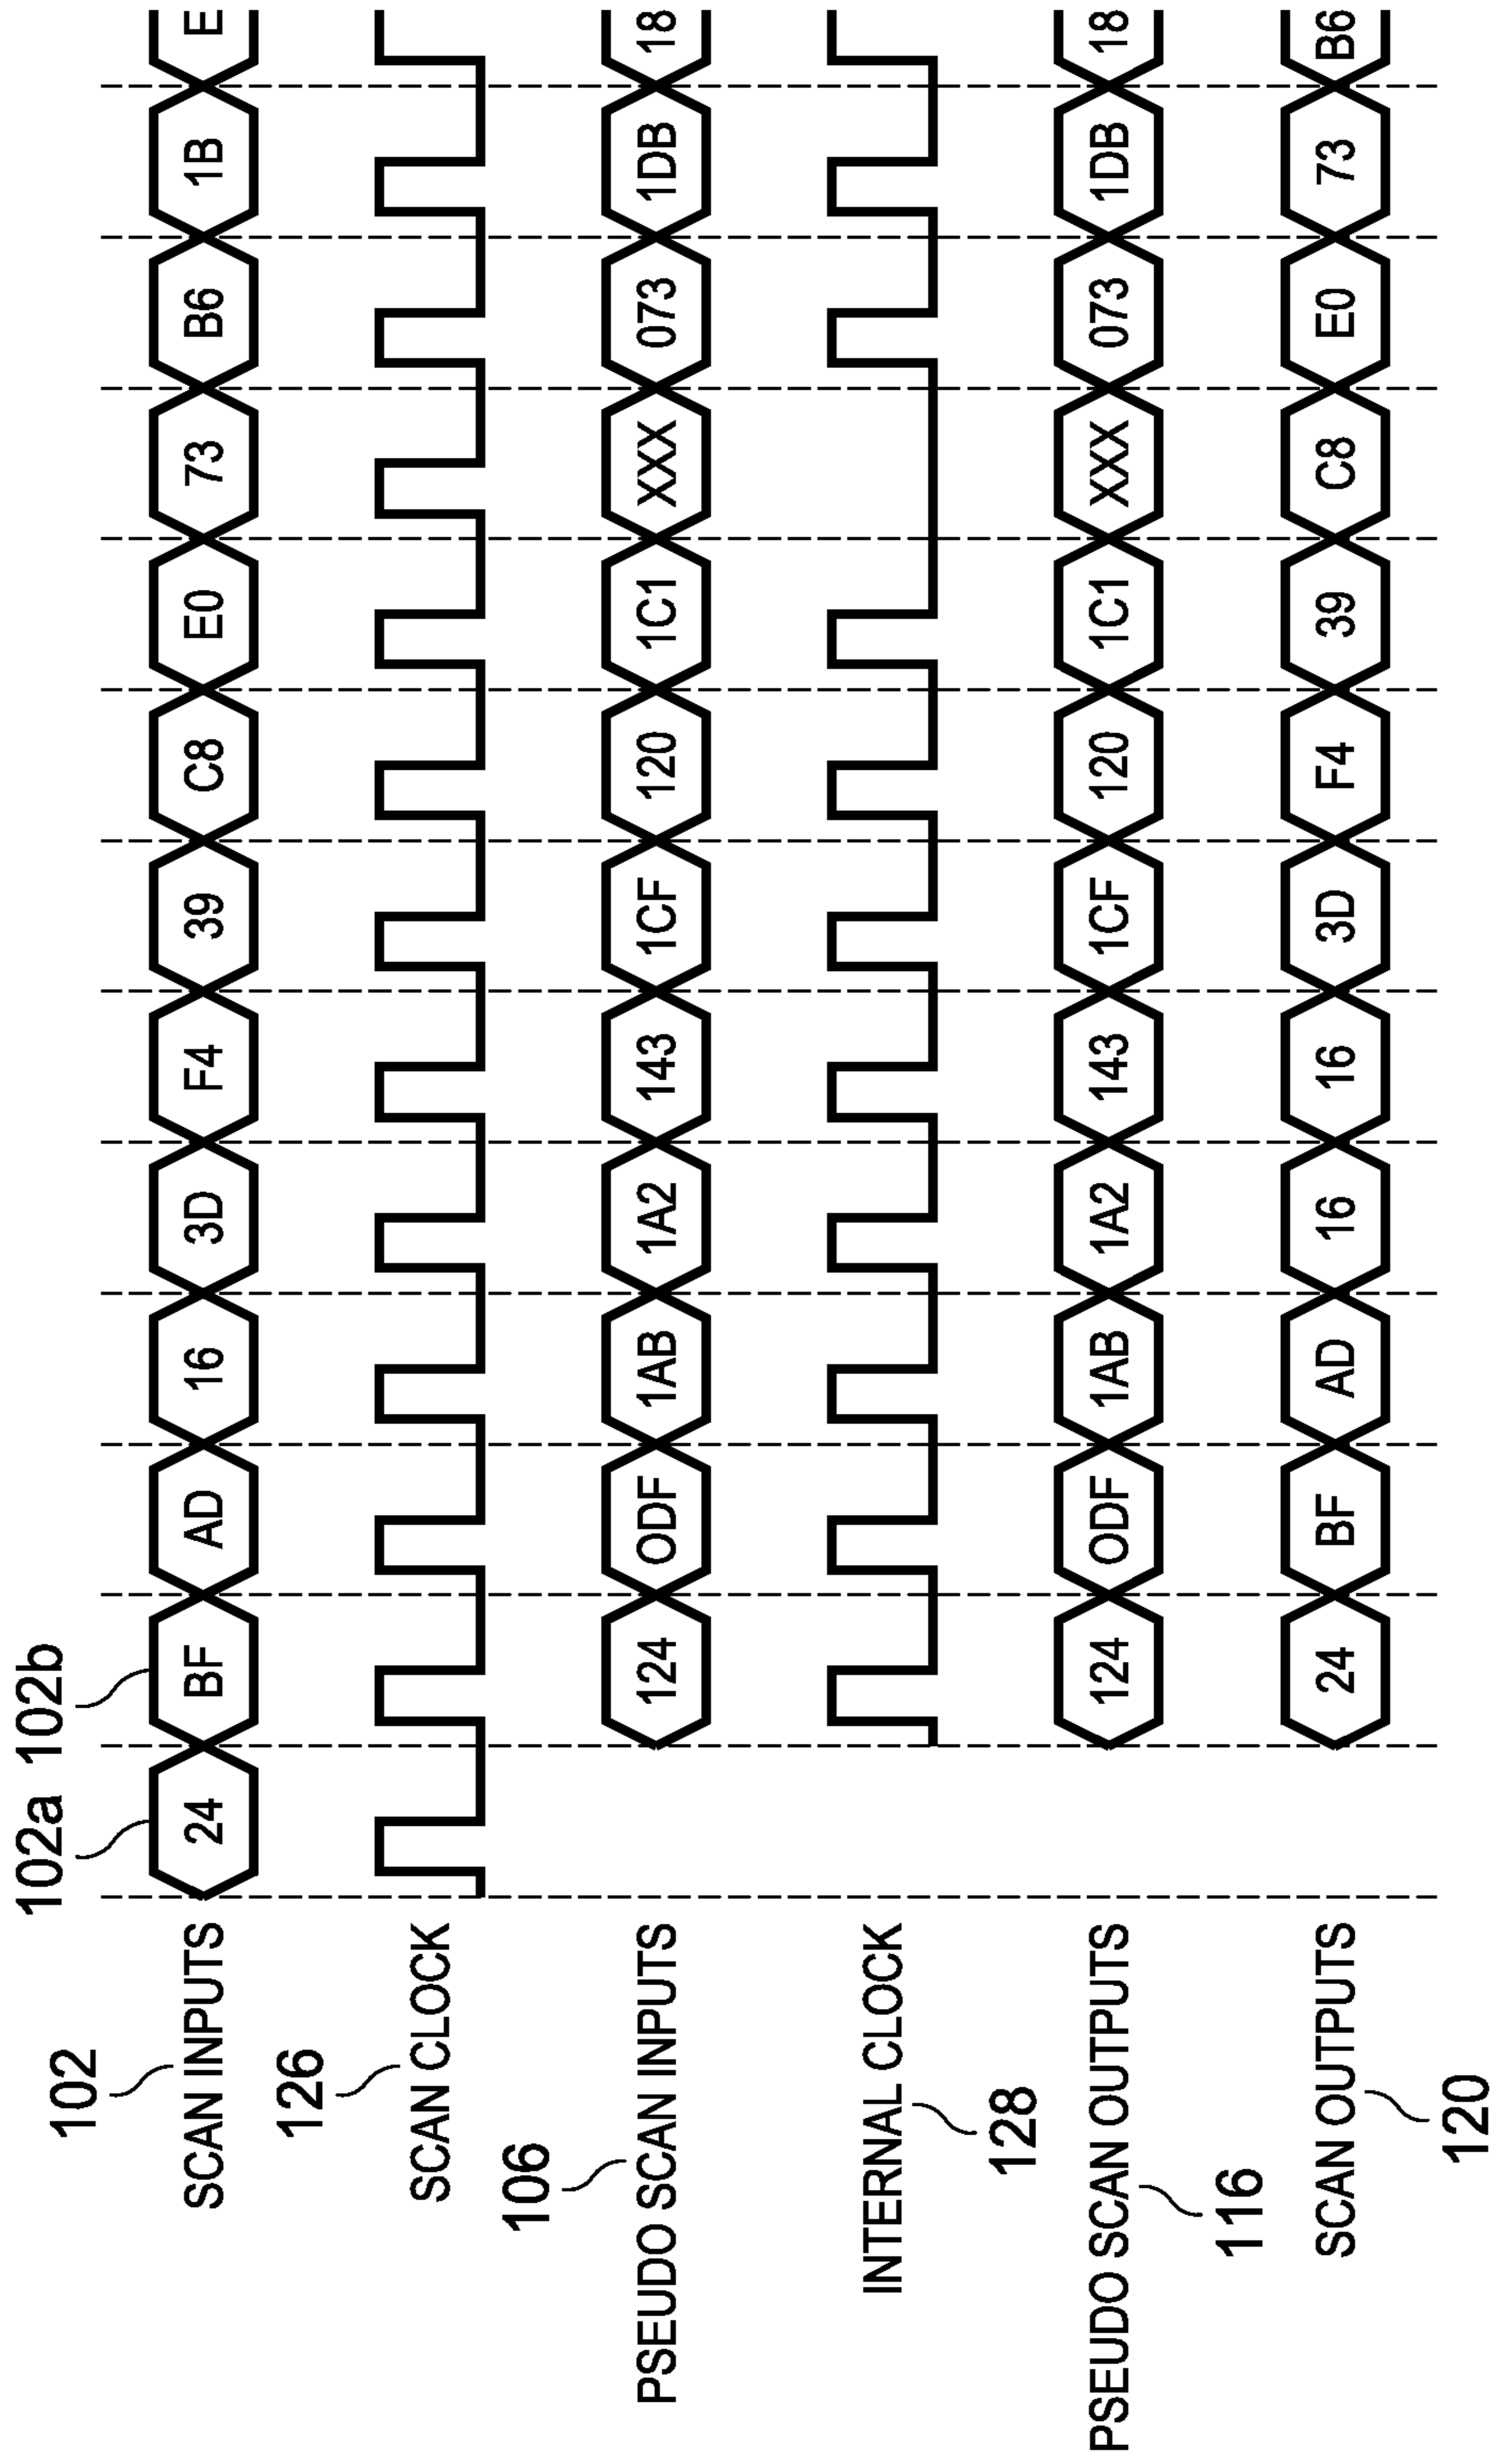 102a 102b
102
SCAN INPUTS 24 BF AD 16 3D F4 39 C8 E0 73 B6 1B E
126
SCAN CLOCK
106
PSEUDO SCAN INPUTS 124 ODF 1AB 1A2 143 1CF 120 1C1 XXX 073 1DB 18
INTERNAL CLOCK
128
PSEUDO SCAN OUTPUTS 124 ODF 1AB 1A2 143 1CF 120 1C1 XXX 073 1DB 18
116
SCAN OUTPUTS 24 BF AD 16 16 3D F4 39 C8 E0 73 B6
120